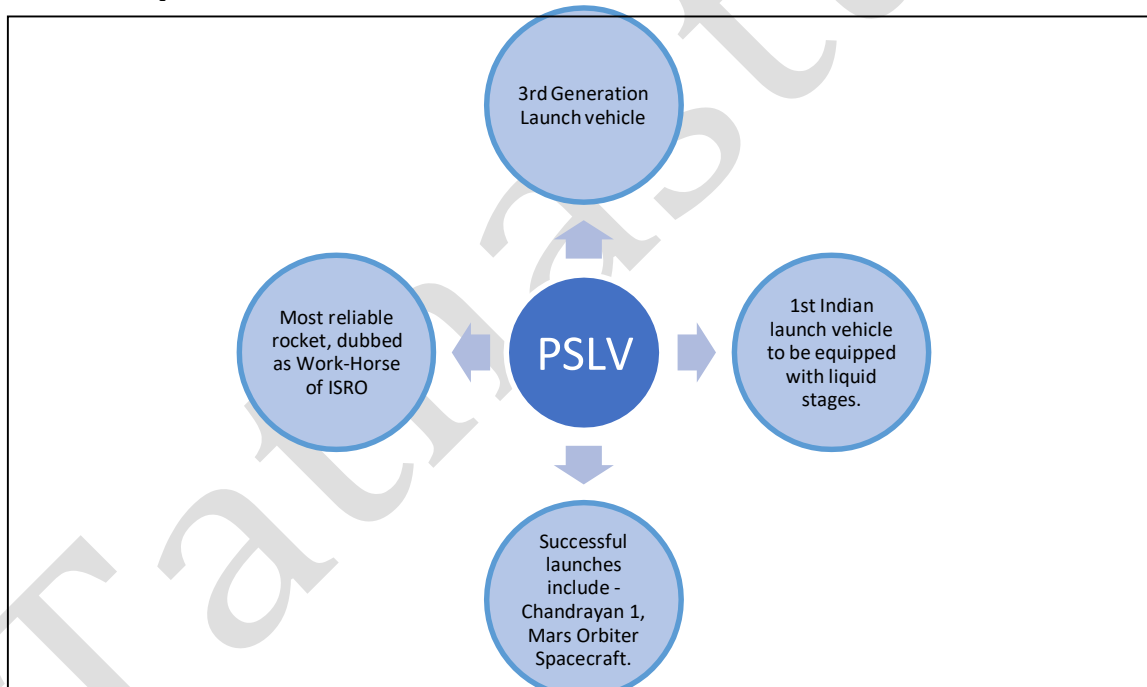 3rd Generation
Launch vehicle
Most reliable
rocket, dubbed
as Work-Horse
of ISRO
PSLV
1st Indian
launch vehicle
to be equipped
with liquid
stages.
Successful
launches
include -
Chandrayan 1,
Mars Orbiter
Spacecraft.